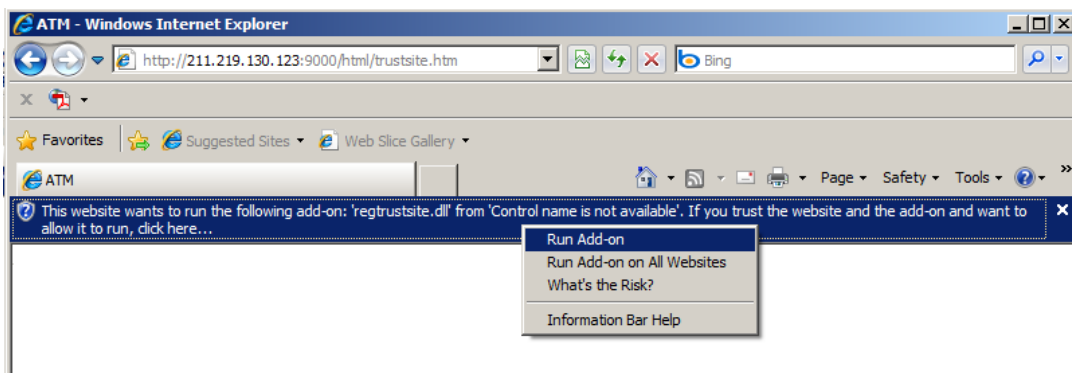 ATM - Windows Internet Explorer
http://211.219.130.123:9000/html/trustsite.htm
Bing
Favorites Suggested Sites Web Slice Gallery
ATM
Page Safety Tools
This website wants to run the following add-on: 'regtrustsite.dll' from 'Control name is not available'. If you trust the website and the add-on and want to
allow it to run, click here...
Run Add-on
Run Add-on on All Websites
What's the Risk?
Information Bar Help